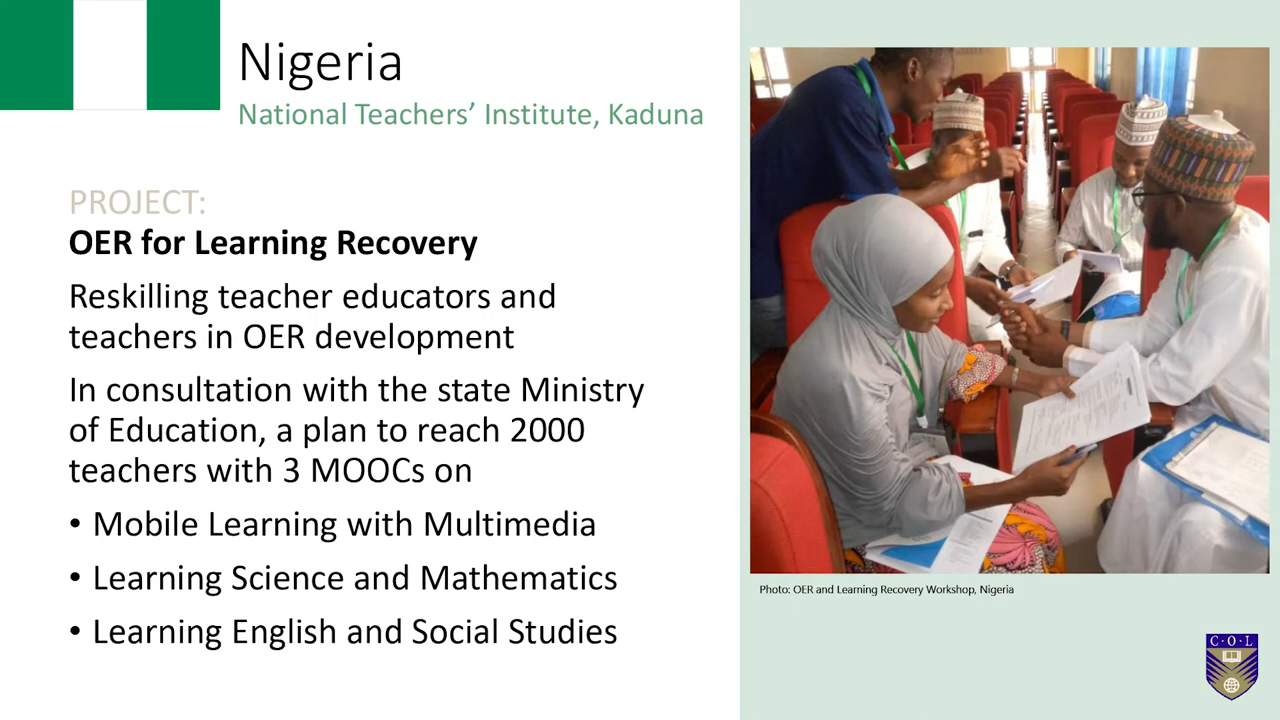 Nigeria
National Teachers’ Institute, Kaduna
PROJECT:
OER for Learning Recovery
Reskilling teacher educators and
teachers in OER development
In consultation with the state Ministry
of Education, a plan to reach 2000
teachers with 3 MOOCs on
• Mobile Learning with Multimedia
• Learning Science and Mathematics
• Learning English and Social Studies
Photo: OER and Learning Recovery Workshop, Nigeria
C·O·L